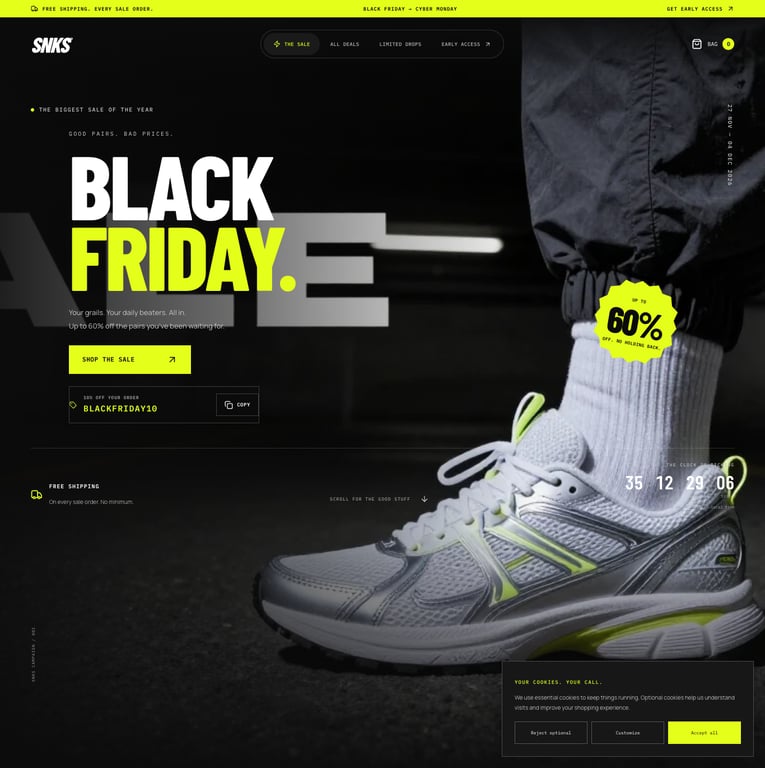 FREE SHIPPING. EVERY SALE ORDER.
BLACK FRIDAY → CYBER MONDAY
GET EARLY ACCESS
SNKS
THE SALE
ALL DEALS
LIMITED DROPS
EARLY ACCESS
BAG 0
THE BIGGEST SALE OF THE YEAR
27 NOV — 04 DEC 2026
GOOD PAIRS. BAD PRICES.
ALE
BLACK
FRIDAY.
Your grails. Your daily beaters. All in.
Up to 60% off the pairs you've been waiting for.
UP TO
60%
OFF. NO HOLDING BACK.
SHOP THE SALE
10% OFF YOUR ORDER
BLACKFRIDAY10
COPY
THE CLOCK IS TICKING
35 12 29 06
FREE SHIPPING
On every sale order. No minimum.
SCROLL FOR THE GOOD STUFF
YOUR COOKIES. YOUR CALL.
We use essential cookies to keep things running. Optional cookies help us understand
visits and improve your shopping experience.
Reject optional
Customize
Accept all